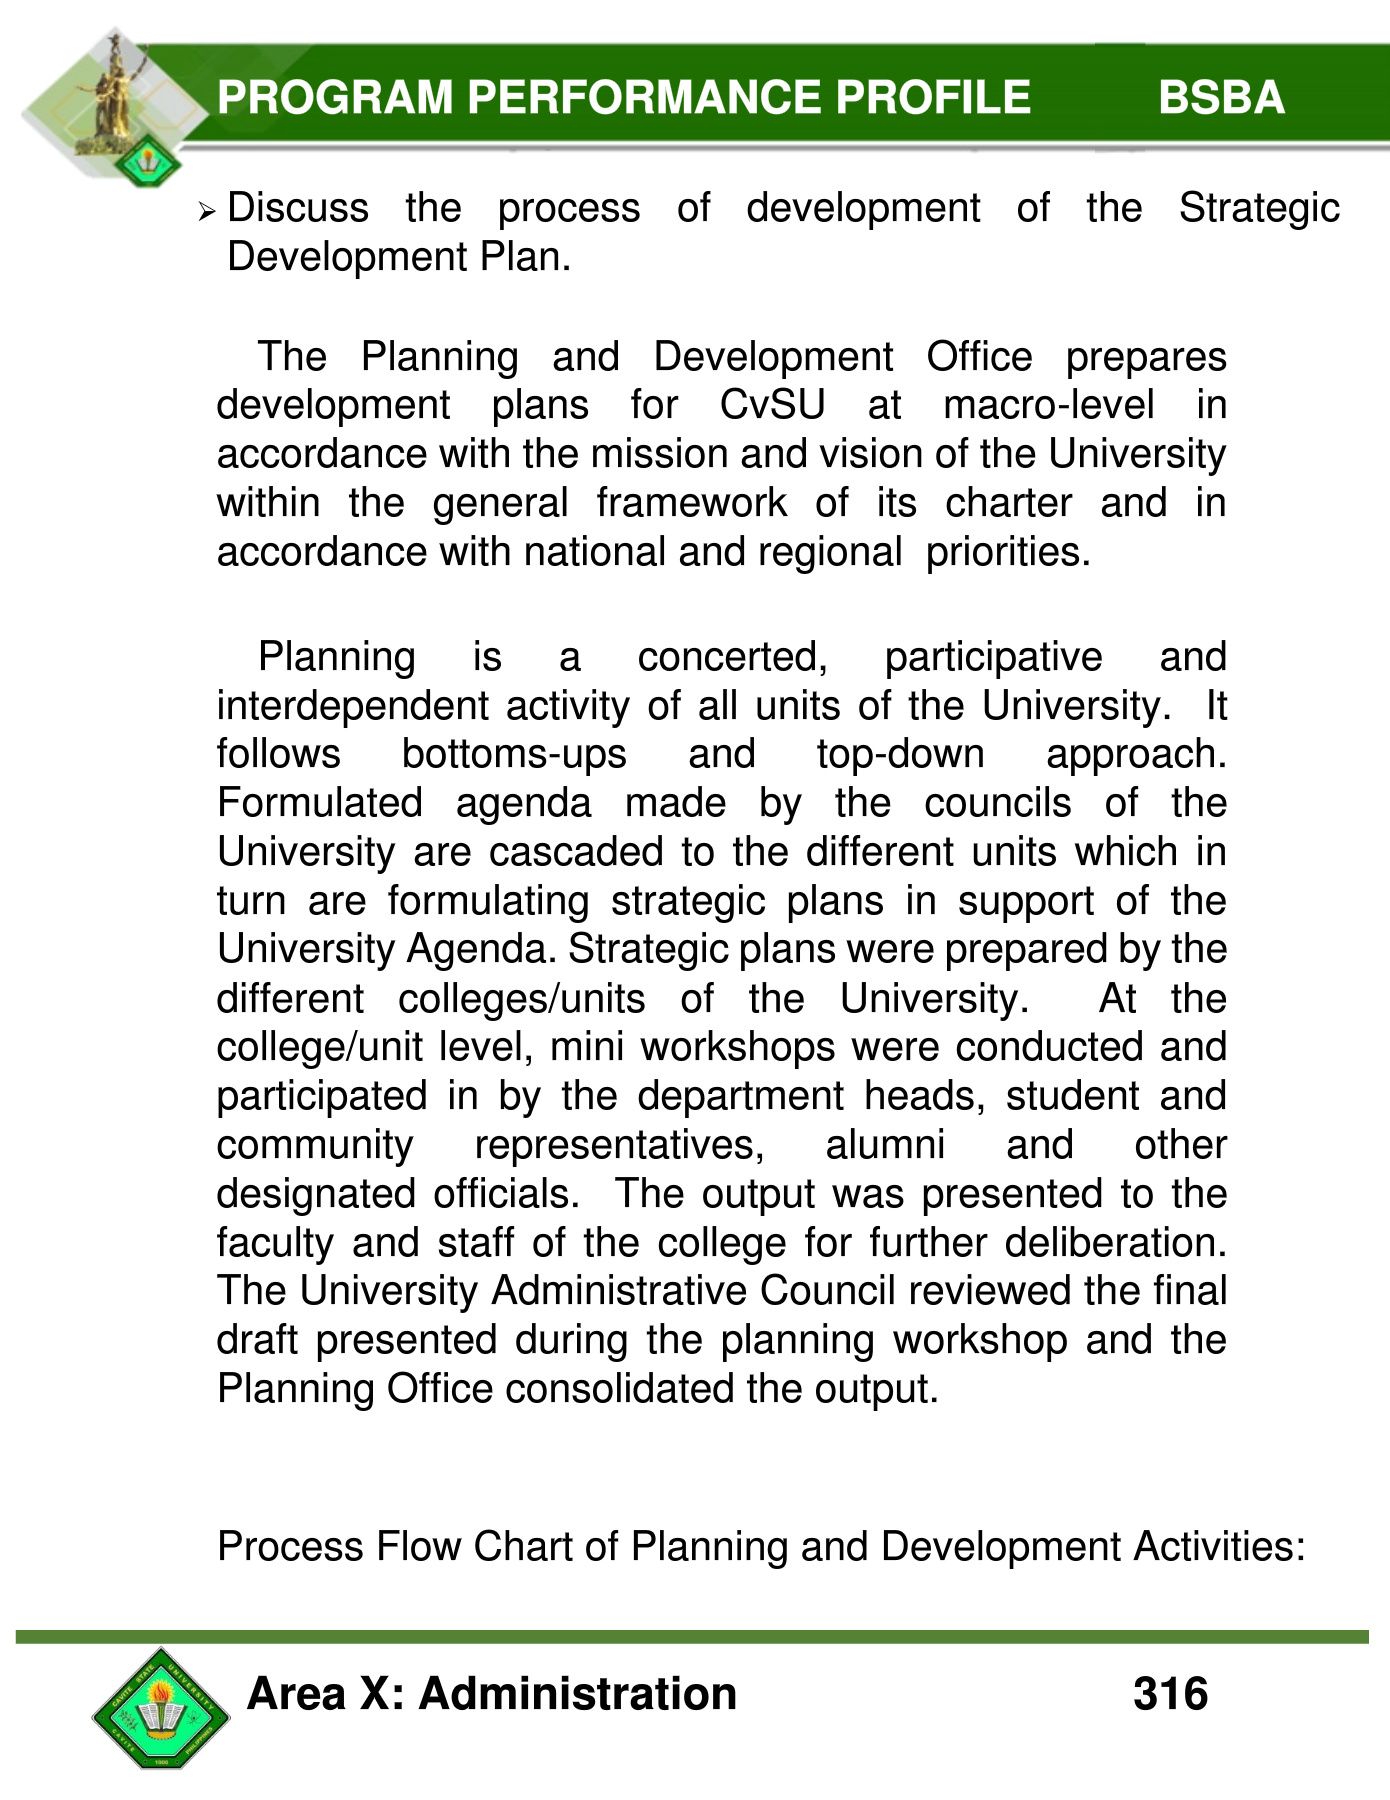 PROGRAM PERFORMANCE PROFILE BSBA
➢ Discuss the process of development of the Strategic
Development Plan.
The Planning and Development Office prepares
development plans for CvSU at macro-level in
accordance with the mission and vision of the University
within the general framework of its charter and in
accordance with national and regional priorities.
Planning is a concerted, participative and
interdependent activity of all units of the University. It
follows bottoms-ups and top-down approach.
Formulated agenda made by the councils of the
University are cascaded to the different units which in
turn are formulating strategic plans in support of the
University Agenda. Strategic plans were prepared by the
different colleges/units of the University. At the
college/unit level, mini workshops were conducted and
participated in by the department heads, student and
community representatives, alumni and other
designated officials. The output was presented to the
faculty and staff of the college for further deliberation.
The University Administrative Council reviewed the final
draft presented during the planning workshop and the
Planning Office consolidated the output.
Process Flow Chart of Planning and Development Activities:
CAVITE STATE UNIVERSITY
CAVITE PHILIPPINES
1906
Area X: Administration 316